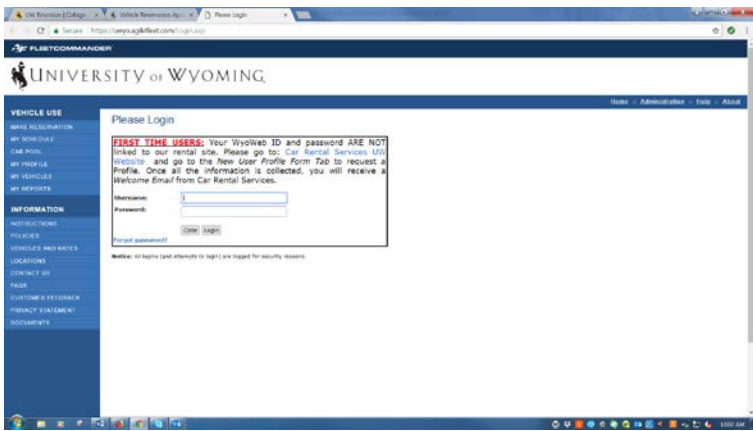 UW Extension | College
Vehicle Reservation Ap
Please Login
Secure https://uwyo.agilefleet.com/Login.asp
FLEETCOMMANDER
UNIVERSITY OF WYOMING
Home - Administration - Help - About
VEHICLE USE
MAKE RESERVATION
MY SCHEDULE
CAR POOL
MY PROFILE
MY VEHICLES
MY REPORTS
INFORMATION
INSTRUCTIONS
POLICIES
VEHICLES AND RATES
LOCATIONS
CONTACT US
FAQS
CUSTOMER FEEDBACK
PRIVACY STATEMENT
DOCUMENTS
Please Login
FIRST TIME USERS: Your WyoWeb ID and password ARE NOT
linked to our rental site. Please go to: Car Rental Services UW
Website and go to the New User Profile Form Tab to request a
Profile. Once all the information is collected, you will receive a
Welcome Email from Car Rental Services.
Username:
Password:
Clear Login
Forgot password?
Notice: All logins (and attempts to login) are logged for security reasons.